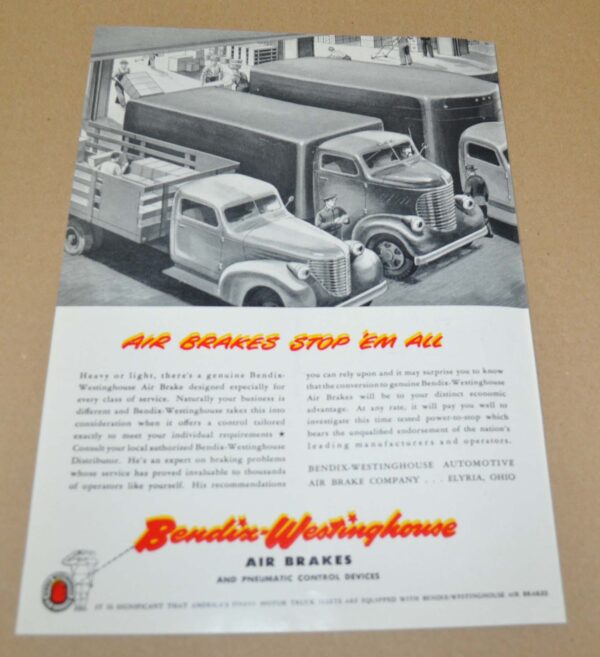 AIR BRAKES STOP 'EM ALL
Heavy or light, there's a genuine Bendix-
Westinghouse Air Brake designed especially for
every class of service. Naturally your business is
different and Bendix-Westinghouse takes this into
consideration when it offers a control tailored
exactly to meet your individual requirements ★
Consult your local authorized Bendix-Westinghouse
Distributor. He's an expert on braking problems
whose service has proved invaluable to thousands
of operators like yourself. His recommendations
you can rely upon and it may surprise you to know
that the conversion to genuine Bendix-Westinghouse
Air Brakes will be to your distinct economic
advantage. At any rate, it will pay you well to
investigate this time tested power-to-stop which
bears the unqualified endorsement of the nation's
leading manufacturers and operators.
BENDIX-WESTINGHOUSE AUTOMOTIVE
AIR BRAKE COMPANY . . . ELYRIA, OHIO
Bendix-Westinghouse
AIR BRAKES
AND PNEUMATIC CONTROL DEVICES
IT IS SIGNIFICANT THAT AMERICA'S FINEST MOTOR TRUCK FLEETS ARE EQUIPPED WITH BENDIX-WESTINGHOUSE AIR BRAKES